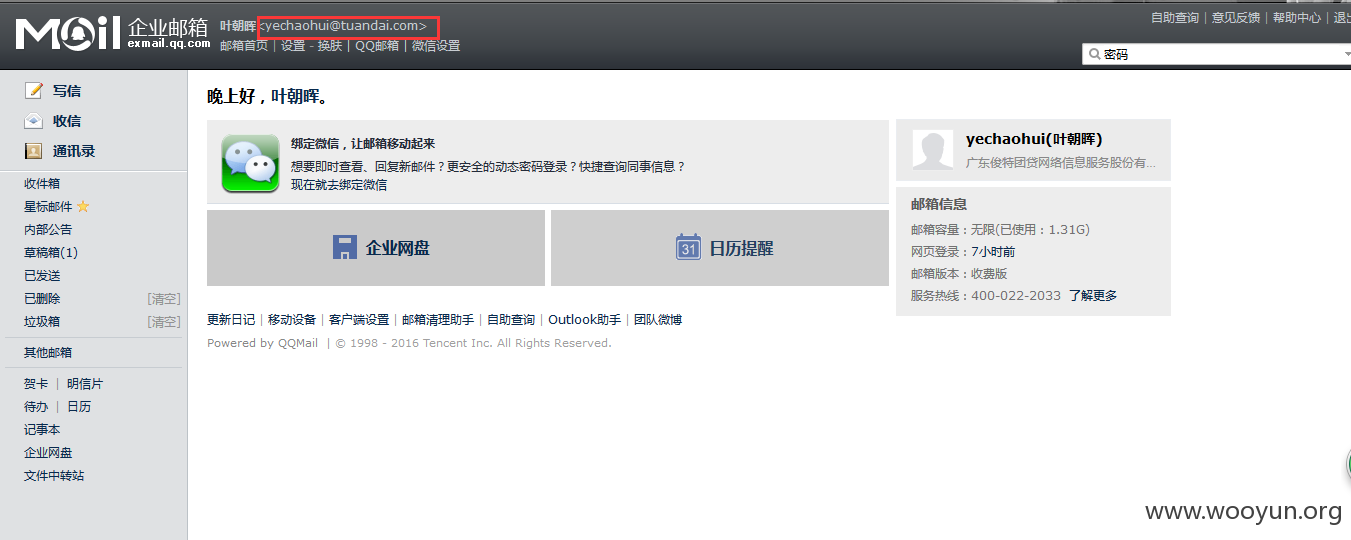 Mail 企业邮箱 exmail.qq.com
叶朝晖<yechaohui@tuandai.com>
邮箱首页 | 设置 - 换肤 | QQ邮箱 | 微信设置
自助查询 | 意见反馈 | 帮助中心 |
密码
写信
收信
通讯录
收件箱
星标邮件
内部公告
草稿箱(1)
已发送
已删除 [清空]
垃圾箱 [清空]
其他邮箱
贺卡 | 明信片
待办 | 日历
记事本
企业网盘
文件中转站
晚上好，叶朝晖。
绑定微信，让邮箱移动起来
想要即时查看、回复新邮件？更安全的动态密码登录？快捷查询同事信息？
现在就去绑定微信
企业网盘
31 日历提醒
更新日记 | 移动设备 | 客户端设置 | 邮箱清理助手 | 自助查询 | Outlook助手 | 团队微博
Powered by QQMail | © 1998 - 2016 Tencent Inc. All Rights Reserved.
yechaohui(叶朝晖)
广东俊特团贷网络信息服务股份有...
邮箱信息
邮箱容量：无限(已使用：1.31G)
网页登录：7小时前
邮箱版本：收费版
服务热线：400-022-2033 了解更多
www.wooyun.org